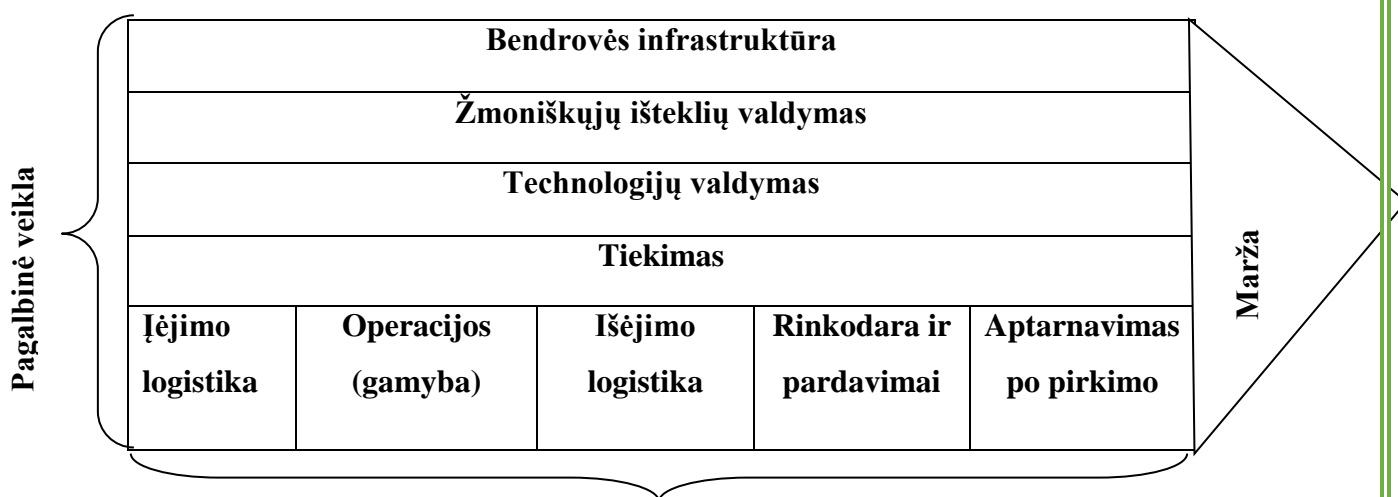 Pagalbinė veikla
Bendrovės infrastruktūra
Žmoniškųjų išteklių valdymas
Technologijų valdymas
Tiekimas
Įėjimo
logistika
Operacijos
(gamyba)
Išėjimo
logistika
Rinkodara ir
pardavimai
Aptarnavimas
po pirkimo
Marža